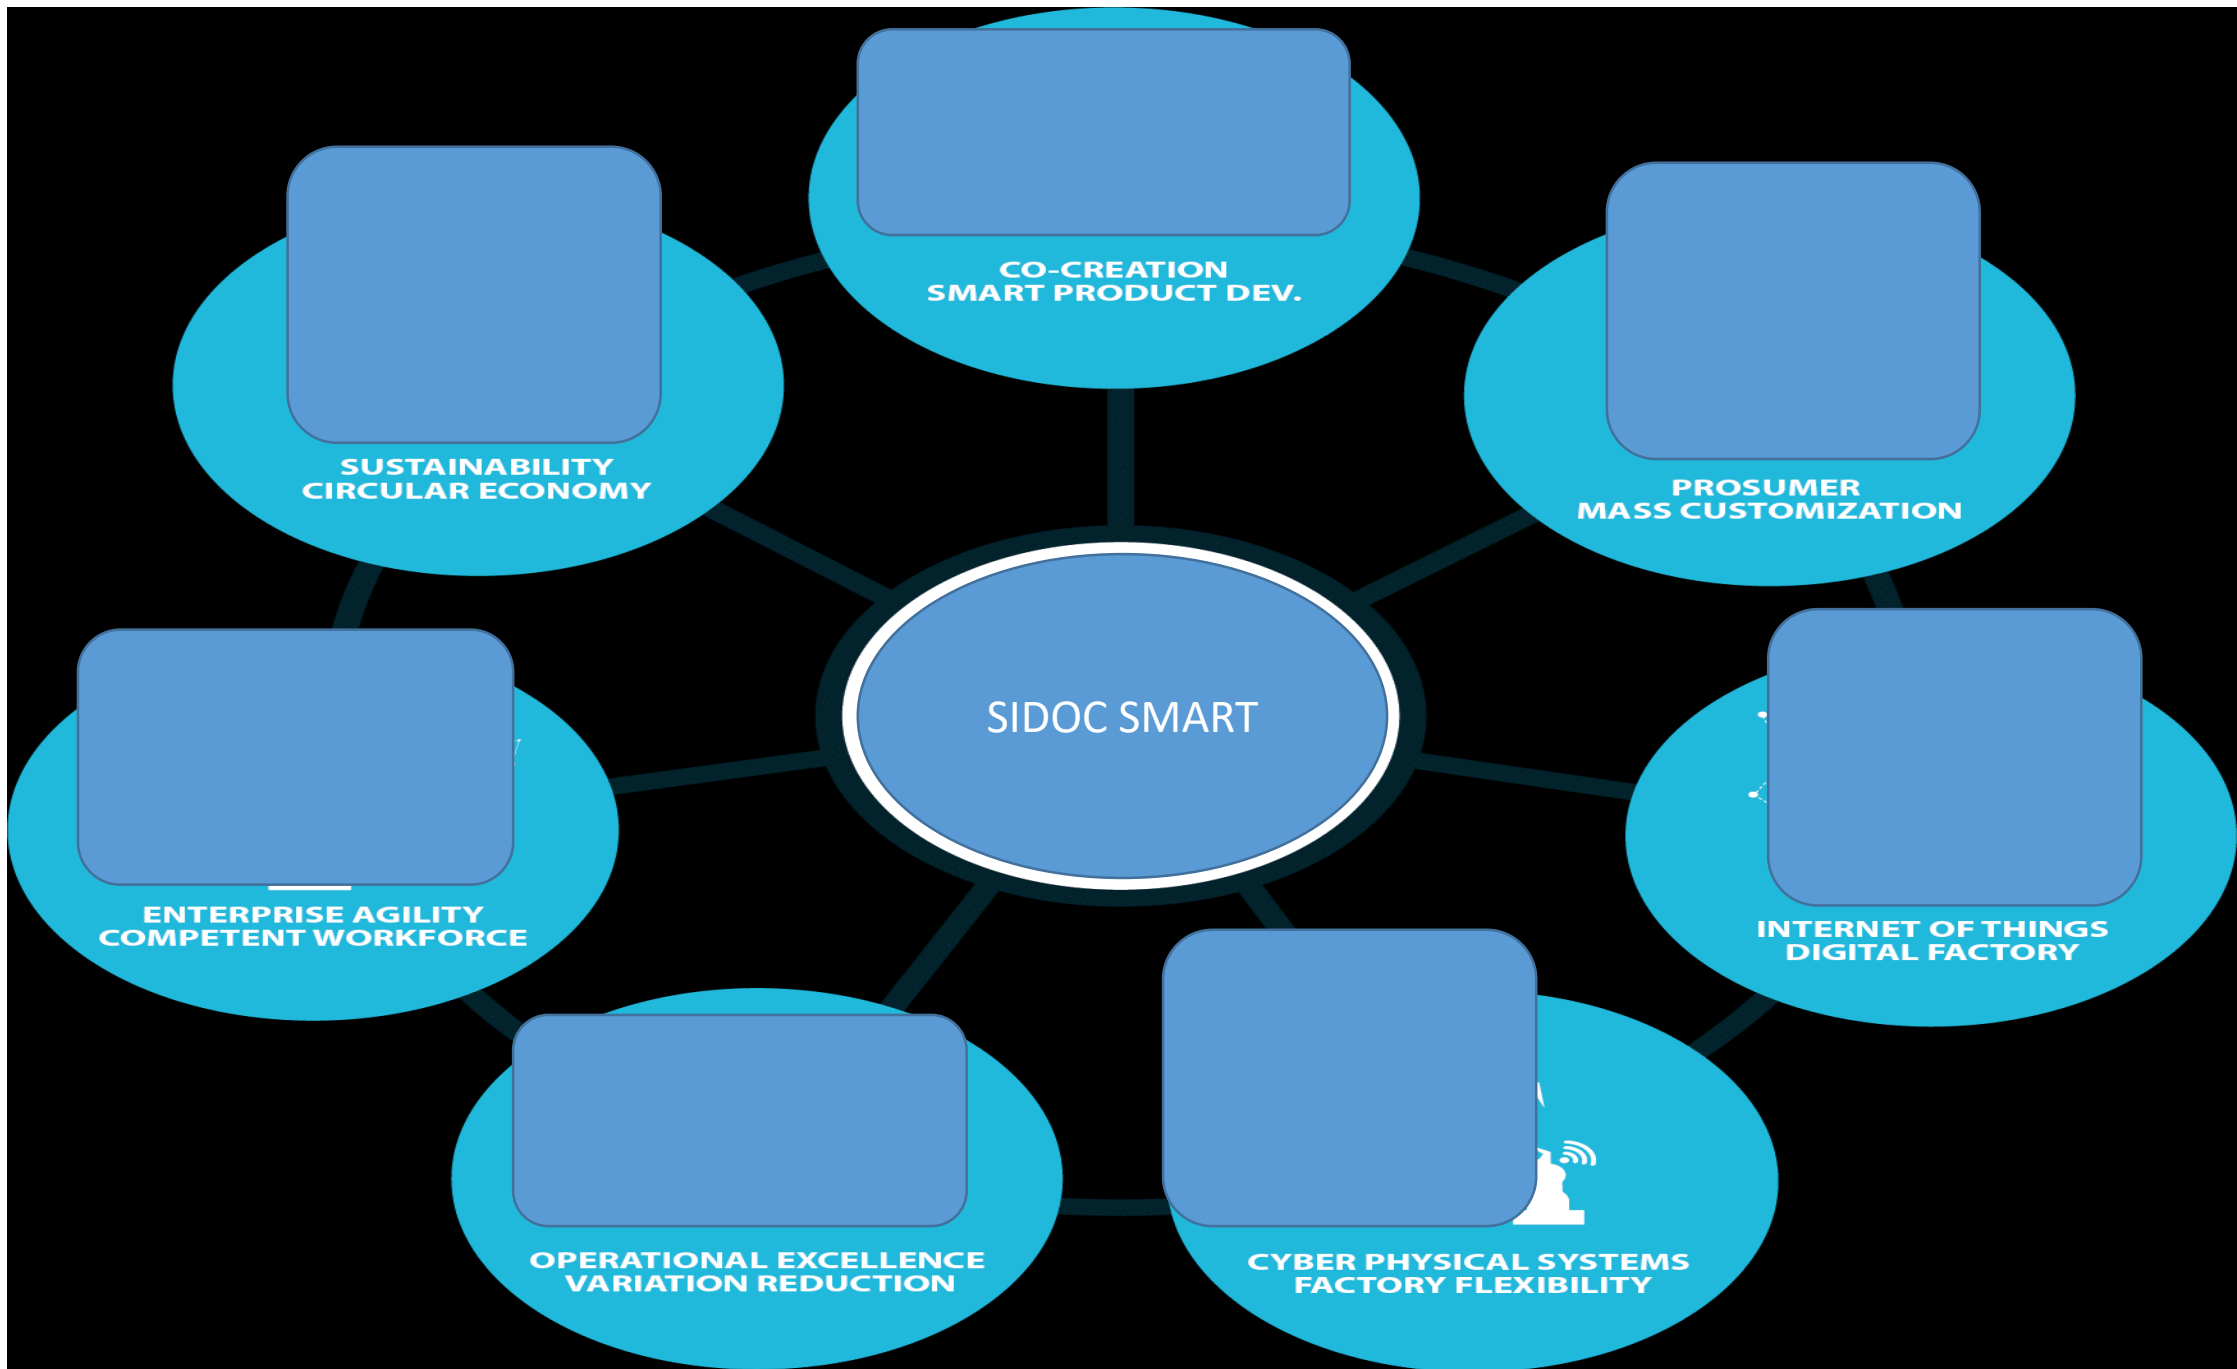 CO-CREATION
SMART PRODUCT DEV.
SUSTAINABILITY
CIRCULAR ECONOMY
PROSUMER
MASS CUSTOMIZATION
SIDOC SMART
ENTERPRISE AGILITY
COMPETENT WORKFORCE
INTERNET OF THINGS
DIGITAL FACTORY
OPERATIONAL EXCELLENCE
VARIATION REDUCTION
CYBER PHYSICAL SYSTEMS
FACTORY FLEXIBILITY